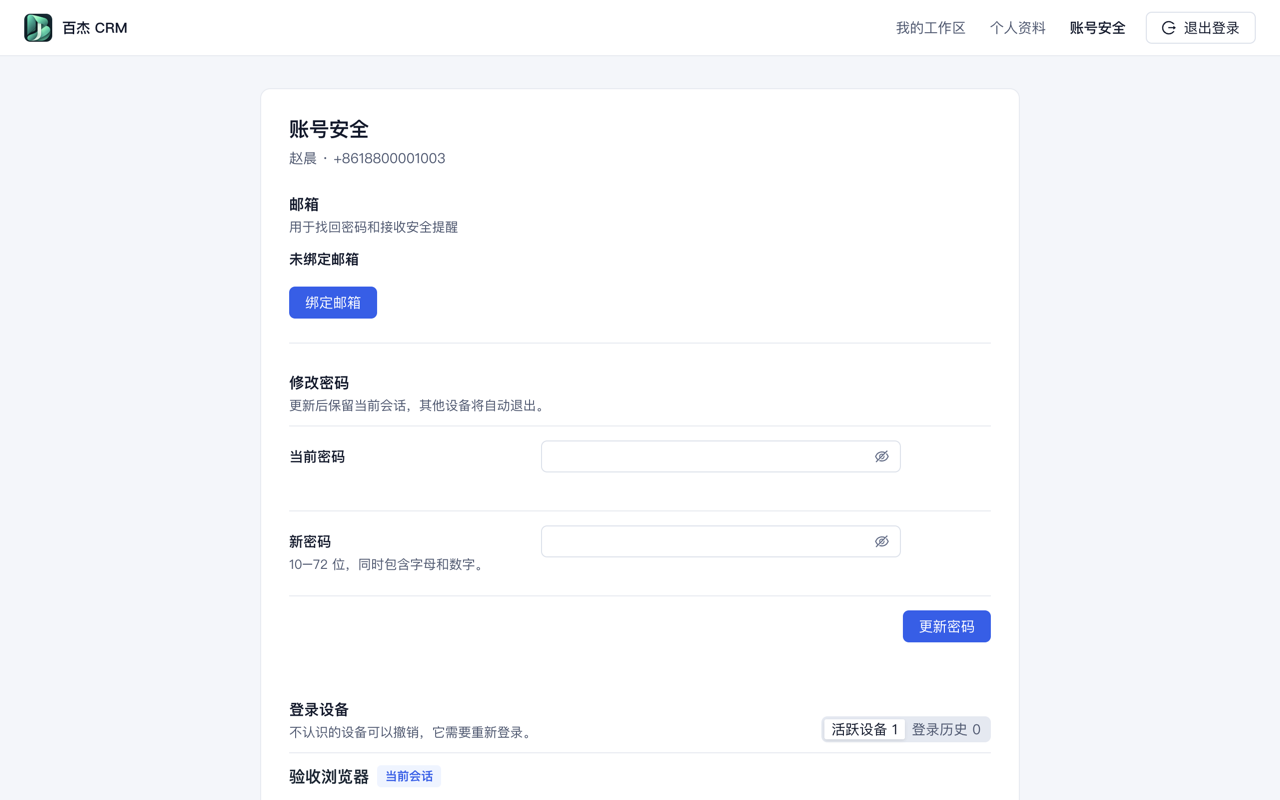 百杰 CRM
我的工作区 个人资料 账号安全 退出登录
账号安全
赵晨 · +8618800001003
邮箱
用于找回密码和接收安全提醒
未绑定邮箱
绑定邮箱
修改密码
更新后保留当前会话，其他设备将自动退出。
当前密码
新密码
10—72 位，同时包含字母和数字。
更新密码
登录设备
不认识的设备可以撤销，它需要重新登录。
活跃设备 1 登录历史 0
验收浏览器 当前会话